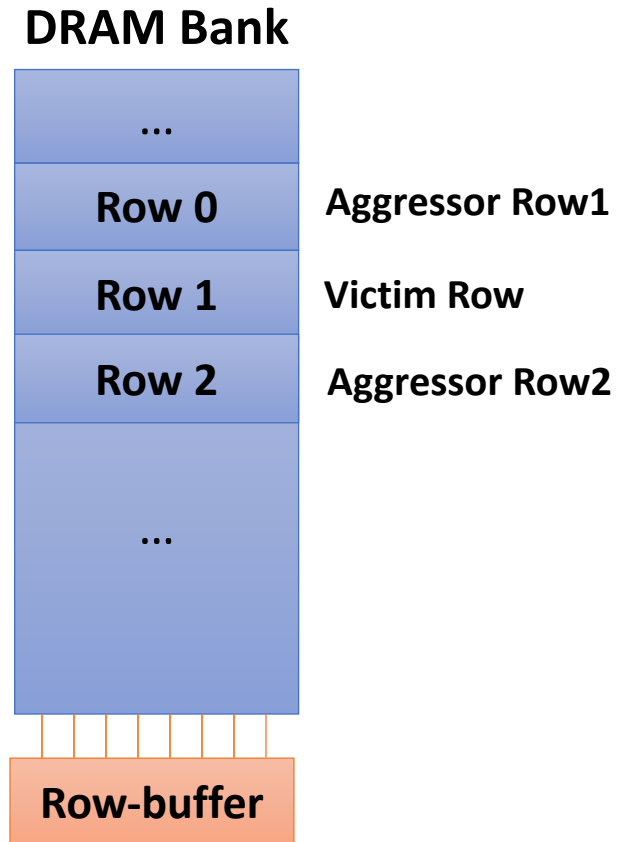 DRAM Bank
...
Row 0 Aggressor Row1
Row 1 Victim Row
Row 2 Aggressor Row2
...
Row-buffer